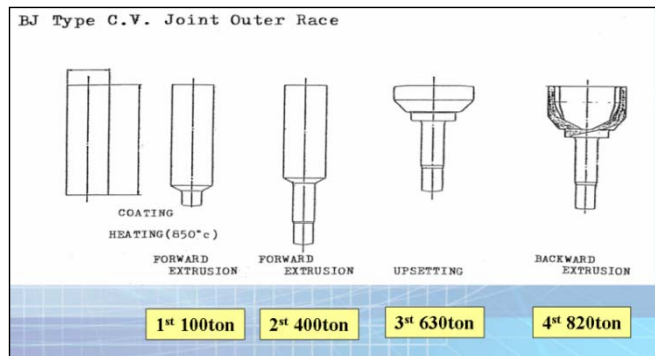 BJ Type C.V. Joint Outer Race
COATING
HEATING(850°c)
FORWARD
EXTRUSION
FORWARD
EXTRUSION
UPSETTING
BACKWARD
EXTRUSION
1st 100ton
2st 400ton
3st 630ton
4st 820ton